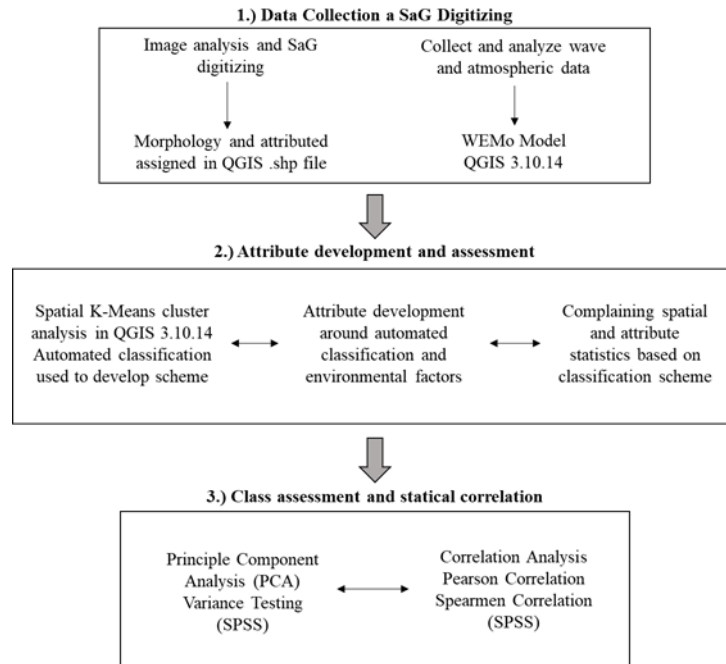 1.) Data Collection a SaG Digitizing
Image analysis and SaG
digitizing
Morphology and attributed
assigned in QGIS .shp file
Collect and analyze wave
and atmospheric data
WEMo Model
QGIS 3.10.14
2.) Attribute development and assessment
Spatial K-Means cluster
analysis in QGIS 3.10.14
Automated classification
used to develop scheme
Attribute development
around automated
classification and
environmental factors
Complaining spatial
and attribute
statistics based on
classification scheme
3.) Class assessment and statical correlation
Principle Component
Analysis (PCA)
Variance Testing
(SPSS)
Correlation Analysis
Pearson Correlation
Spearmen Correlation
(SPSS)